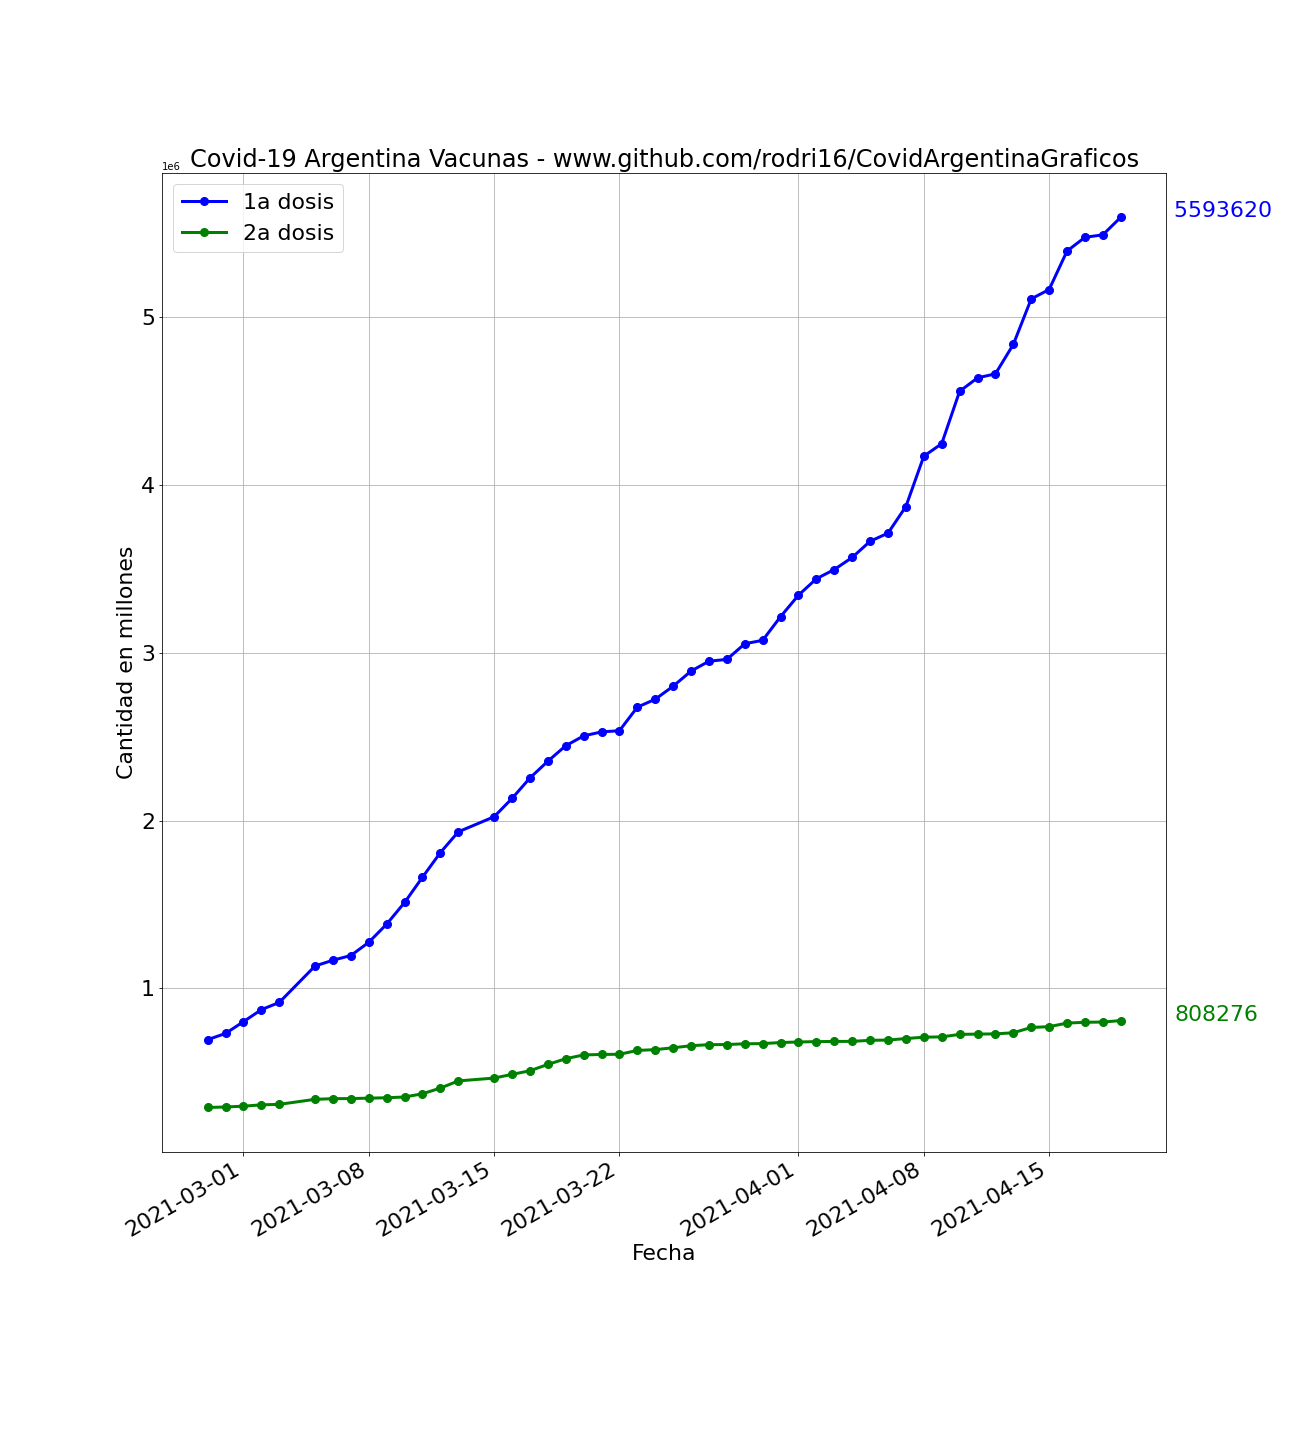 Covid-19 Argentina Vacunas - www.github.com/rodri16/CovidArgentinaGraficos
1e6
1a dosis
2a dosis
5593620
5
4
3
2
1
808276
Cantidad en millones
2021-03-01
2021-03-08
2021-03-15
2021-03-22
2021-04-01
2021-04-08
2021-04-15
Fecha